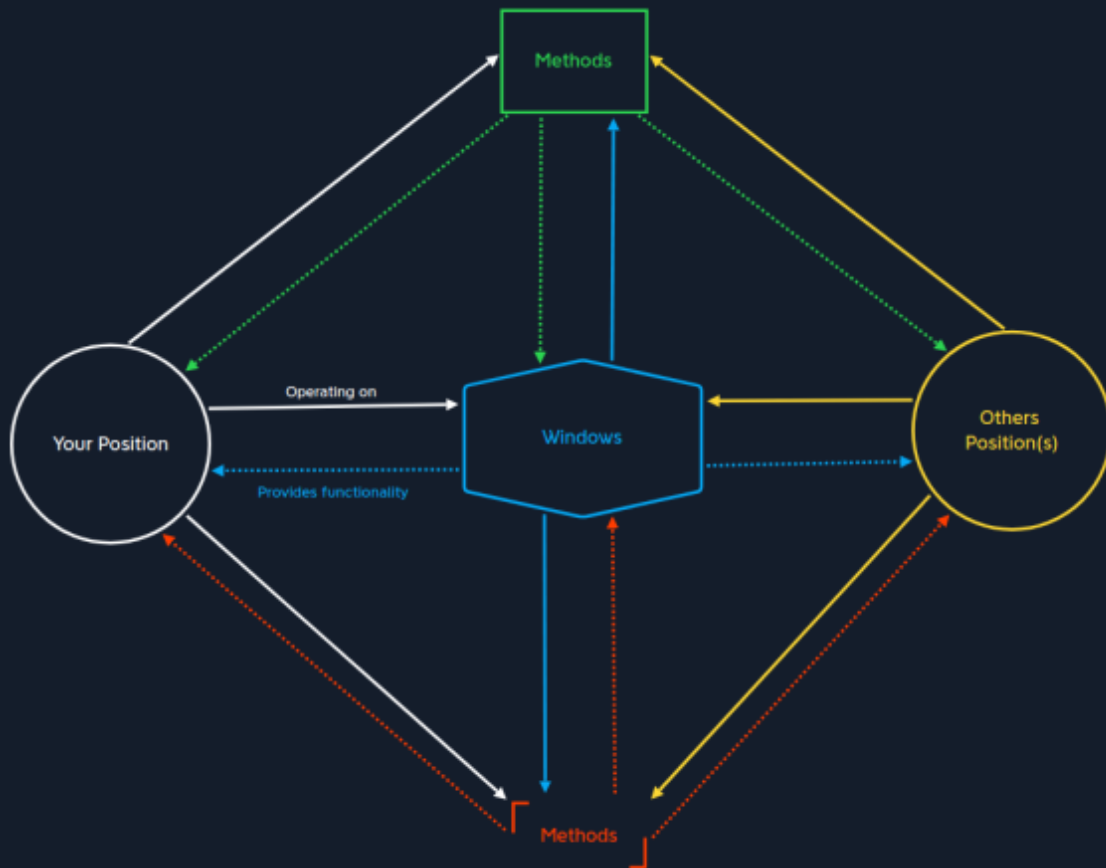 Methods
Operating on
Your Position
Windows
Others
Position(s)
Provides functionality
Methods